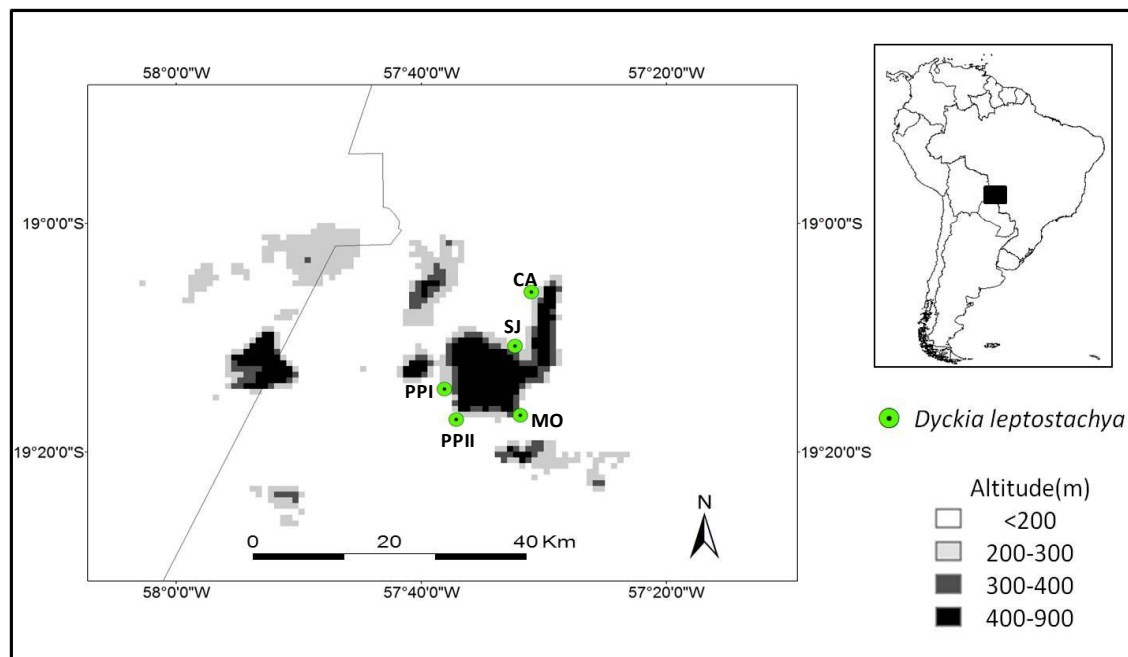 58°0'0"W 57°40'0"W 57°20'0"W
19°0'0"S 19°0'0"S
CA
SJ
PPI
MO
PPII
19°20'0"S 19°20'0"S
N
0 20 40 Km
58°0'0"W 57°40'0"W 57°20'0"W
Dyckia leptostachya
Altitude(m)
<200
200-300
300-400
400-900